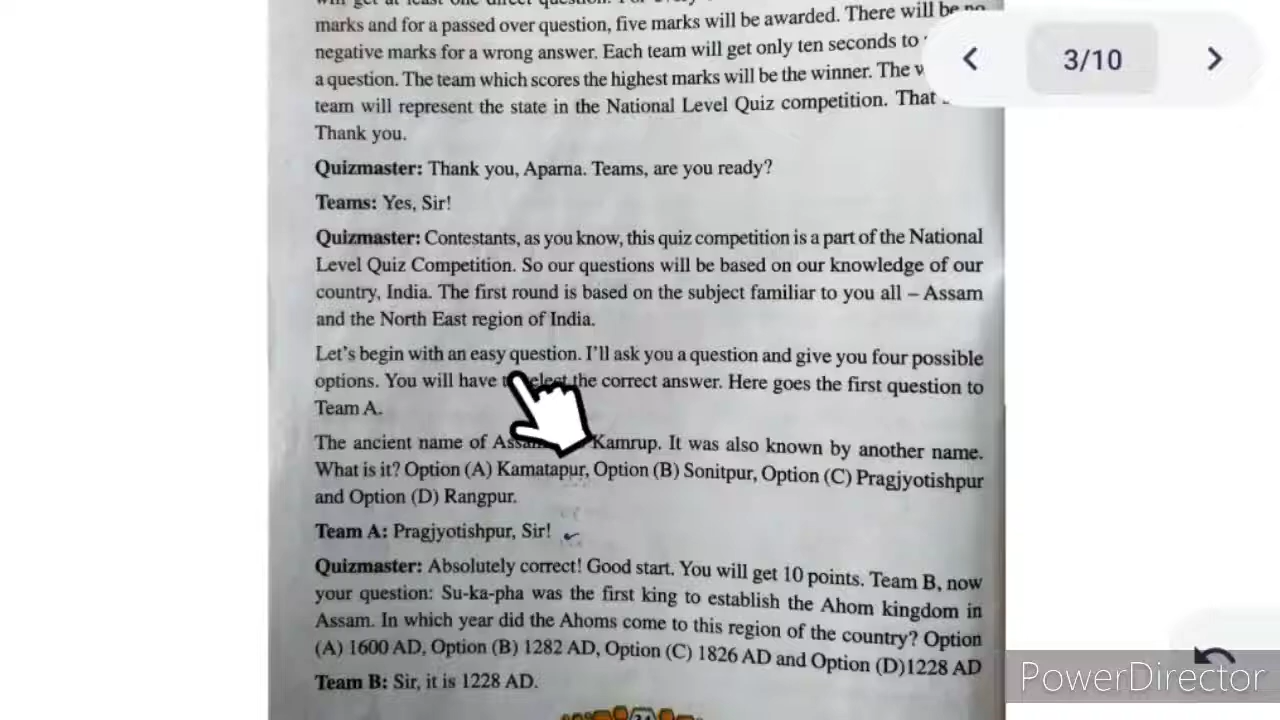 marks and for a passed over question, five marks will be awarded. There will be no
negative marks for a wrong answer. Each team will get only ten seconds to
a question. The team which scores the highest marks will be the winner. The
team will represent the state in the National Level Quiz competition. That
Thank you.
Quizmaster: Thank you, Aparna. Teams, are you ready?
Teams: Yes, Sir!
Quizmaster: Contestants, as you know, this quiz competition is a part of the National
Level Quiz Competition. So our questions will be based on our knowledge of our
country, India. The first round is based on the subject familiar to you all – Assam
and the North East region of India.
Let's begin with an easy question. I'll ask you a question and give you four possible
options. You will have the correct answer. Here goes the first question to
Team A.
The ancient name of Kamrup. It was also known by another name.
What is it? Option (A) Kamatapur, Option (B) Sonitpur, Option (C) Pragjyotishpur
and Option (D) Rangpur.
Team A: Pragjyotishpur, Sir!
Quizmaster: Absolutely correct! Good start. You will get 10 points. Team B, now
your question: Su-ka-pha was the first king to establish the Ahom kingdom in
Assam. In which year did the Ahoms come to this region of the country? Option
(A) 1600 AD, Option (B) 1282 AD, Option (C) 1826 AD and Option (D)1228 AD
Team B: Sir, it is 1228 AD.
3/10
PowerDirector